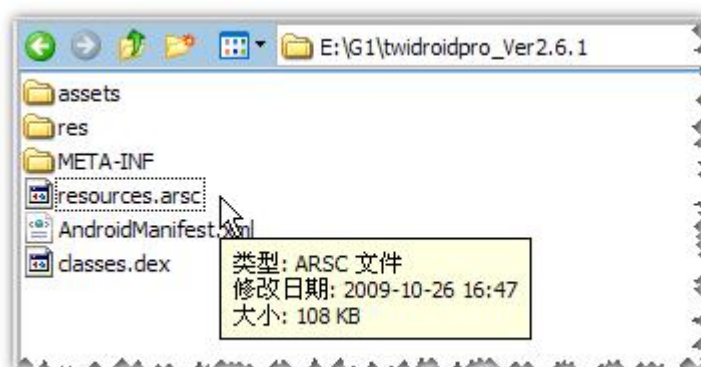 E:\G1\twidroidpro_Ver2.6.1
assets
res
META-INF
resources.arsc
AndroidManifest.xml
classes.dex
类型: ARSC 文件
修改日期: 2009-10-26 16:47
大小: 108 KB